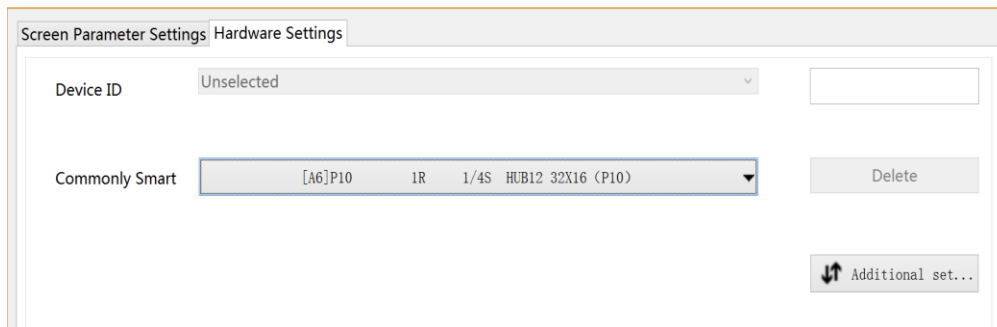 Screen Parameter Settings Hardware Settings
Device ID Unselected
Commonly Smart [A6]P10 1R 1/4S HUB12 32X16 (P10) Delete
Additional set...